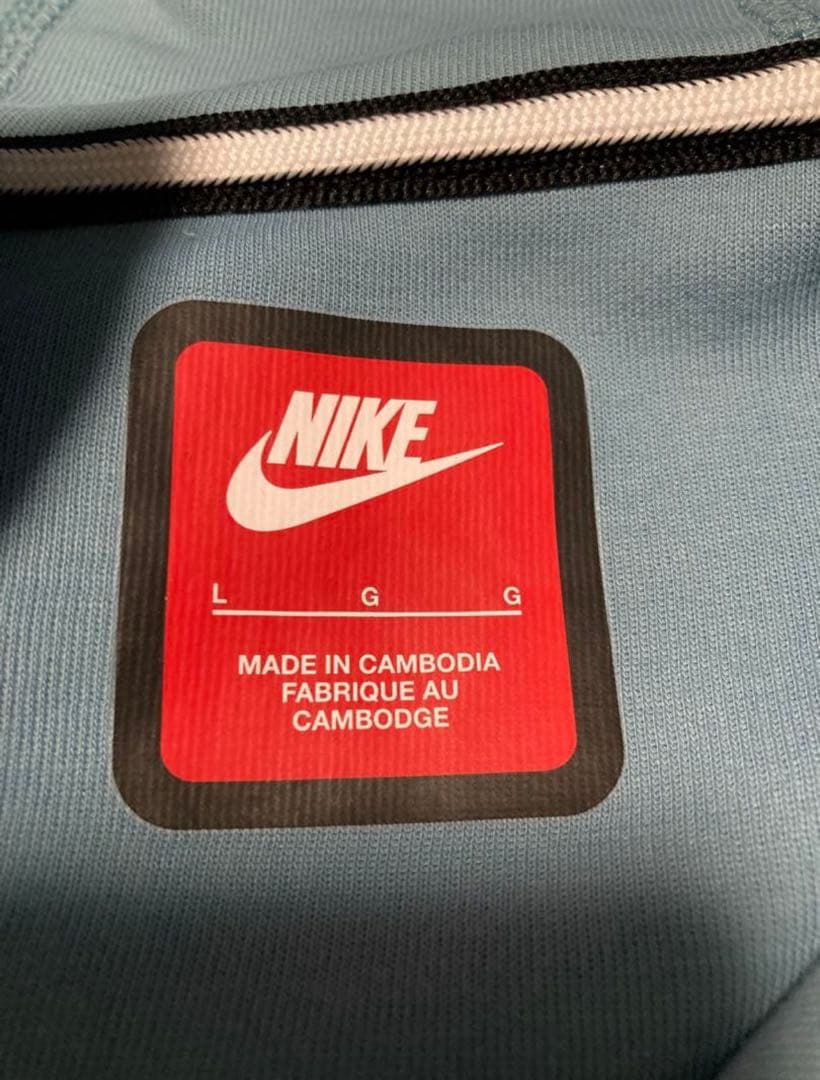 NIKE
L G G
MADE IN CAMBODIA
FABRIQUE AU
CAMBODGE